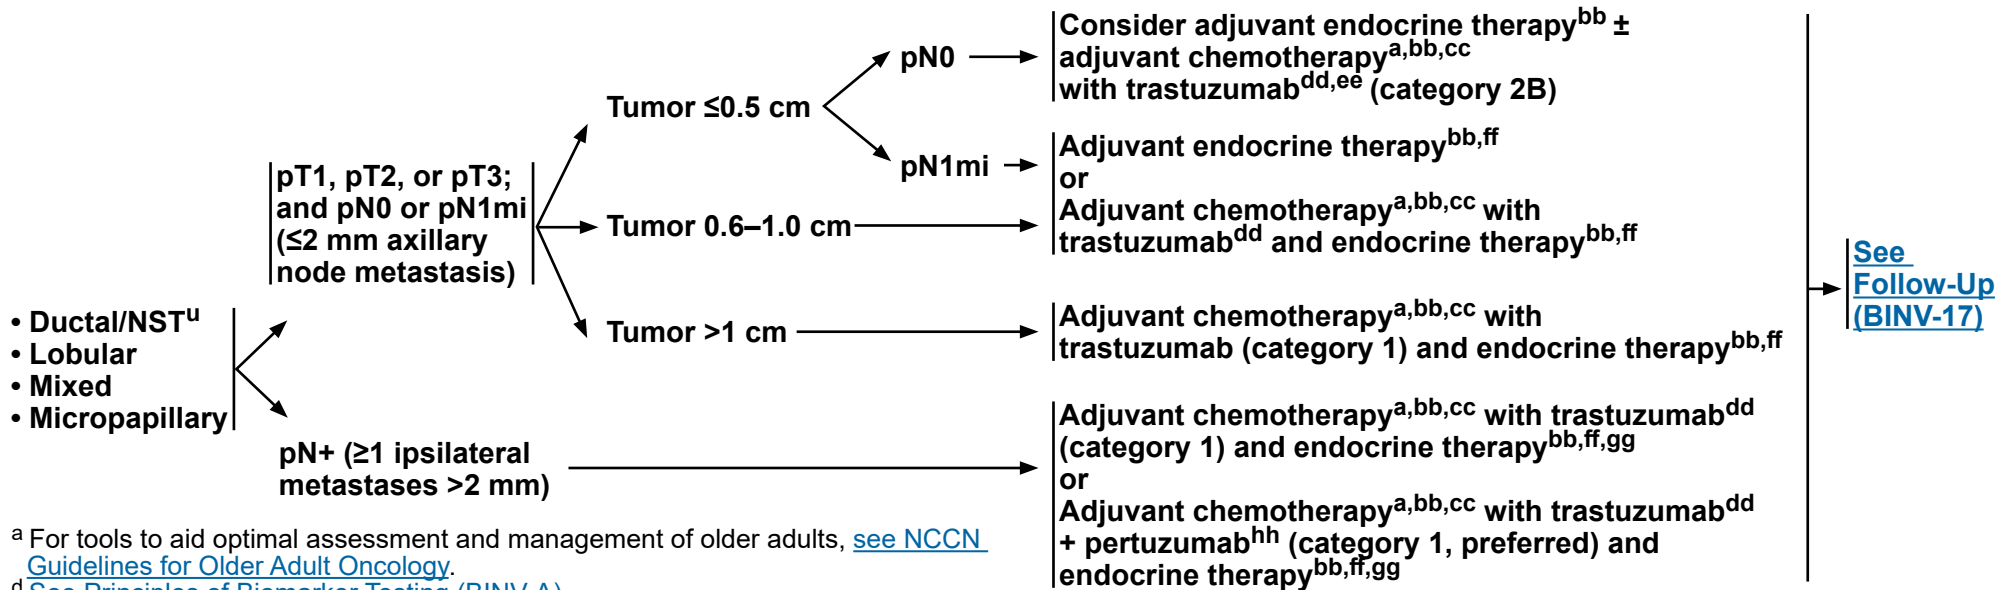 • Ductal/NSTu
• Lobular
• Mixed
• Micropapillary
pT1, pT2, or pT3;
and pN0 or pN1mi
(≤2 mm axillary
node metastasis)
pN+ (≥1 ipsilateral
metastases >2 mm)
Tumor ≤0.5 cm
Tumor 0.6–1.0 cm
Tumor >1 cm
pN0
pN1mi
Consider adjuvant endocrine therapybb ±
adjuvant chemotherapya,bb,cc
with trastuzumabdd,ee (category 2B)
Adjuvant endocrine therapybb,ff
or
Adjuvant chemotherapya,bb,cc with
trastuzumabdd and endocrine therapybb,ff
Adjuvant chemotherapya,bb,cc with
trastuzumab (category 1) and endocrine therapybb,ff
Adjuvant chemotherapya,bb,cc with trastuzumabdd
(category 1) and endocrine therapybb,ff,gg
or
Adjuvant chemotherapya,bb,cc with trastuzumabdd
+ pertuzumabhh (category 1, preferred) and
endocrine therapybb,ff,gg
See
Follow-Up
(BINV-17)
a For tools to aid optimal assessment and management of older adults, see NCCN
Guidelines for Older Adult Oncology.
d See Principles of Biomarker Testing (BINV-A)